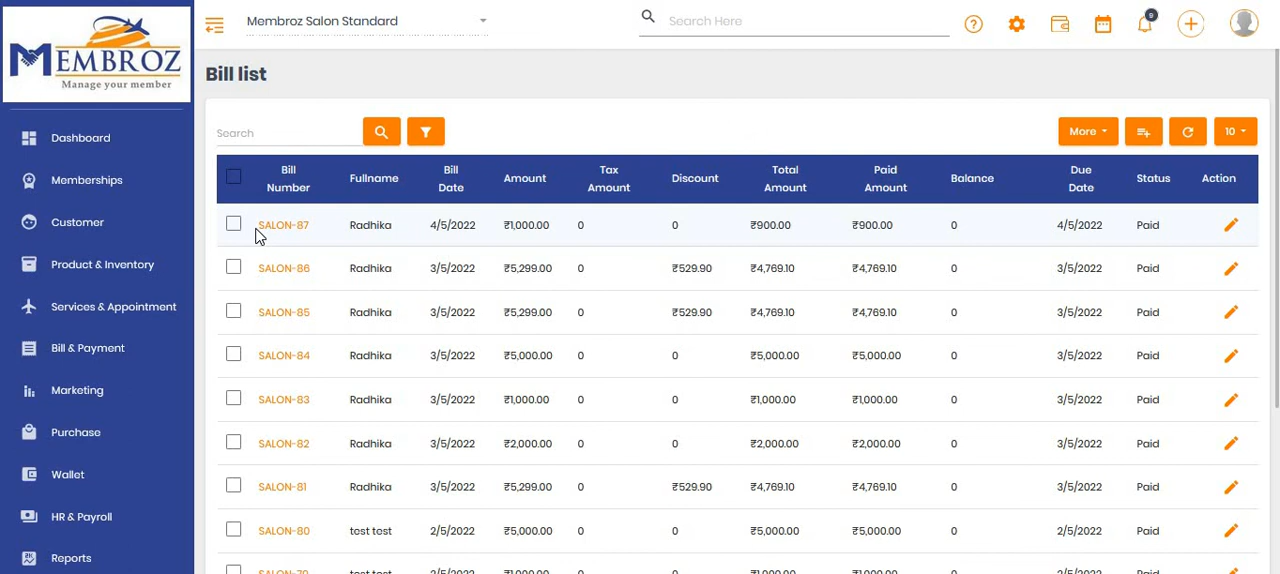 MEMBROZ
Manage your member
Membroz Salon Standard
Search Here
9
Dashboard
Memberships
Customer
Product & Inventory
Services & Appointment
Bill & Payment
Marketing
Purchase
Wallet
HR & Payroll
Reports
Bill list
Search
More
10
Bill Number Fullname Bill Date Amount Tax Amount Discount Total Amount Paid Amount Balance Due Date Status Action
SALON-87 Radhika 4/5/2022 ₹1,000.00 0 0 ₹900.00 ₹900.00 0 4/5/2022 Paid
SALON-86 Radhika 3/5/2022 ₹5,299.00 0 ₹529.90 ₹4,769.10 ₹4,769.10 0 3/5/2022 Paid
SALON-85 Radhika 3/5/2022 ₹5,299.00 0 ₹529.90 ₹4,769.10 ₹4,769.10 0 3/5/2022 Paid
SALON-84 Radhika 3/5/2022 ₹5,000.00 0 0 ₹5,000.00 ₹5,000.00 0 3/5/2022 Paid
SALON-83 Radhika 3/5/2022 ₹1,000.00 0 0 ₹1,000.00 ₹1,000.00 0 3/5/2022 Paid
SALON-82 Radhika 3/5/2022 ₹2,000.00 0 0 ₹2,000.00 ₹2,000.00 0 3/5/2022 Paid
SALON-81 Radhika 3/5/2022 ₹5,299.00 0 ₹529.90 ₹4,769.10 ₹4,769.10 0 3/5/2022 Paid
SALON-80 test test 2/5/2022 ₹5,000.00 0 0 ₹5,000.00 ₹5,000.00 0 2/5/2022 Paid